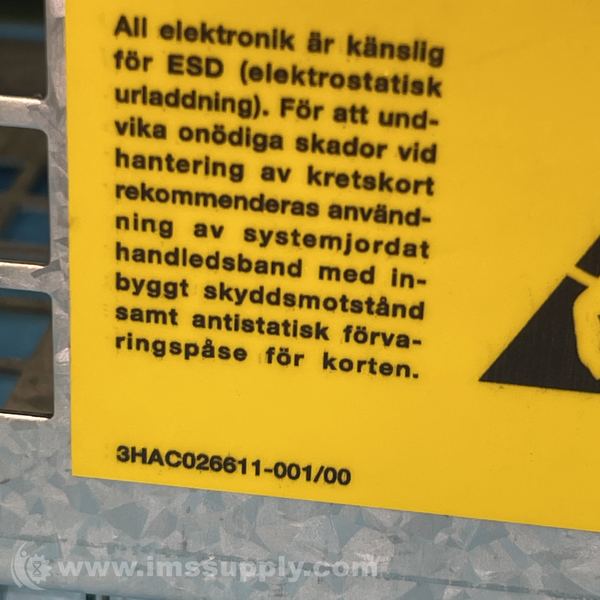 All elektronik är känslig
för ESD (elektrostatisk
urladdning). För att und-
vika onödiga skador vid
hantering av kretskort
rekommenderas använd-
ning av systemjordat
handledsband med in-
byggt skyddsmotstånd
samt antistatisk förva-
ringspåse för korten.
3HAC026611-001/00
www.imssupply.com